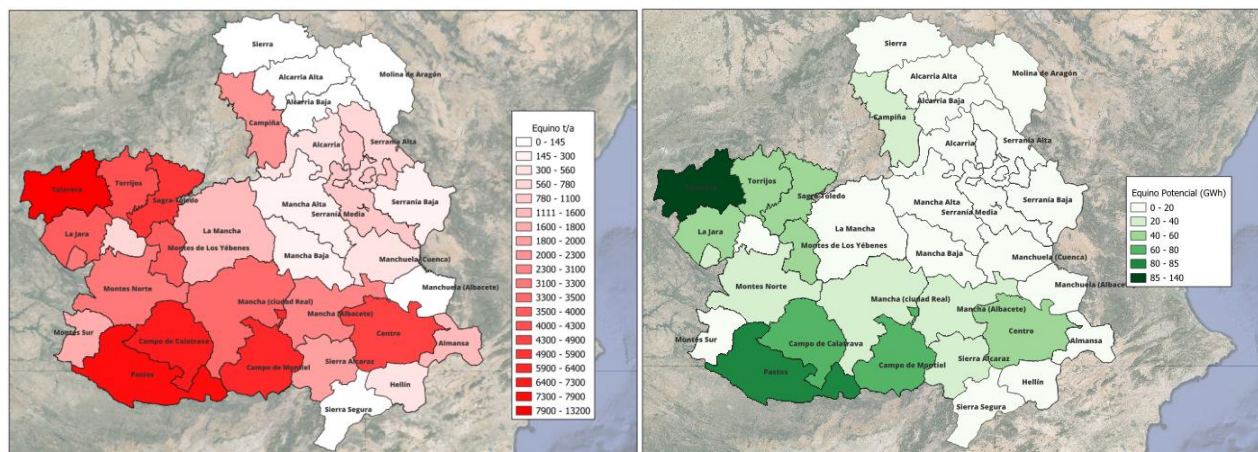 Sierra
Molina de Aragón
Alcarria Alta
Alcarria Baja
Campiña
Serranía Alta
Alcarria
Talavera
Torrijos
Sagra-Toledo
Serranía Baja
Mancha Alta
Serranía Media
La Jara
La Mancha
Montes de Los Yébenes
Mancha Baja
Manchuela (Cuenca)
Montes Norte
Manchuela (Albacete)
Mancha (ciudad Real)
Mancha (Albacete)
Montes Sur
Centro
Almansa
Campo de Calatrava
Pastos
Campo de Montiel
Sierra Alcaraz
Hellín
Sierra Segura
Equino t/a
0 - 145
145 - 300
300 - 560
560 - 780
780 - 1100
1111 - 1600
1600 - 1800
1800 - 2000
2000 - 2300
2300 - 3100
3100 - 3300
3300 - 3500
3500 - 4000
4000 - 4300
4300 - 4900
4900 - 5900
5900 - 6400
6400 - 7300
7300 - 7900
7900 - 13200
Sierra
Molina de Aragón
Alcarria Alta
Alcarria Baja
Campiña
Serranía Alta
Alcarria
Talavera
Torrijos
Sagra-Toledo
Serranía Baja
Mancha Alta
Serranía Media
La Jara
La Mancha
Montes de Los Yébenes
Mancha Baja
Manchuela (Cuenca)
Montes Norte
Manchuela (Albacete)
Mancha (ciudad Real)
Mancha (Albacete)
Montes Sur
Centro
Almansa
Campo de Calatrava
Pastos
Campo de Montiel
Sierra Alcaraz
Hellín
Sierra Segura
Equino Potencial (GWh)
0 - 20
20 - 40
40 - 60
60 - 80
80 - 85
85 - 140